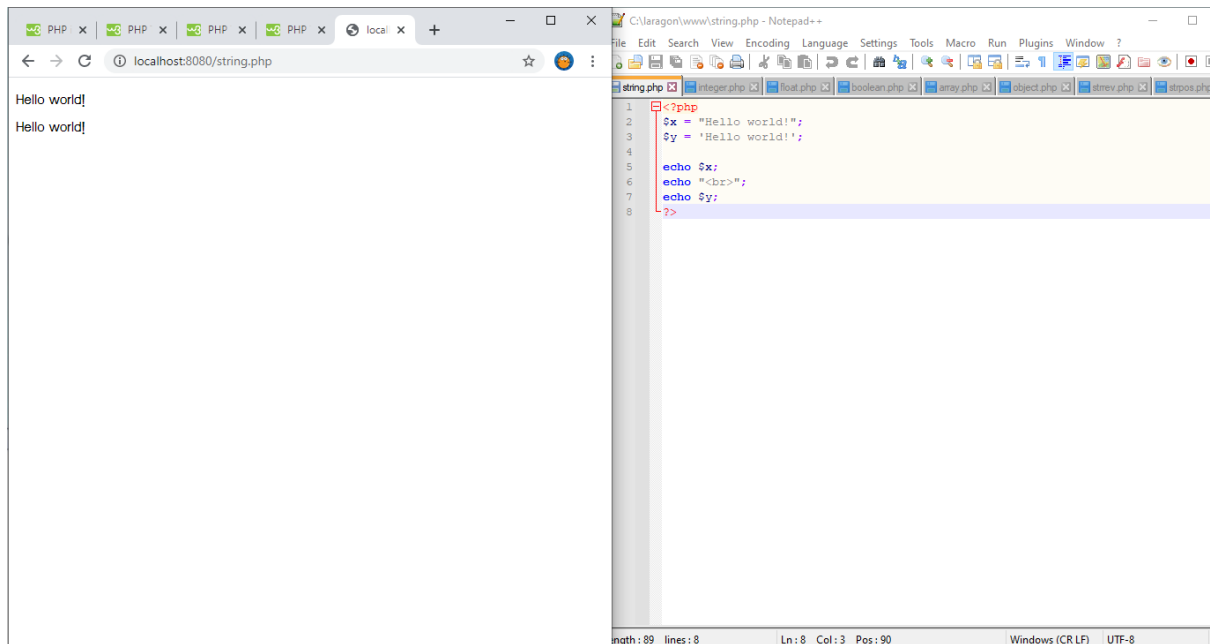 PHP
PHP
PHP
PHP
local
localhost:8080/string.php
Hello world!
Hello world!
C:\laragon\www\string.php - Notepad++
File Edit Search View Encoding Language Settings Tools Macro Run Plugins Window ?
string.php integer.php float.php boolean.php array.php object.php strrev.php strpos.php
1 <?php
2 $x = "Hello world!";
3 $y = 'Hello world!';
4
5 echo $x;
6 echo "<br>";
7 echo $y;
8 ?>
ength : 89 lines : 8 Ln : 8 Col : 3 Pos : 90 Windows (CR LF) UTF-8